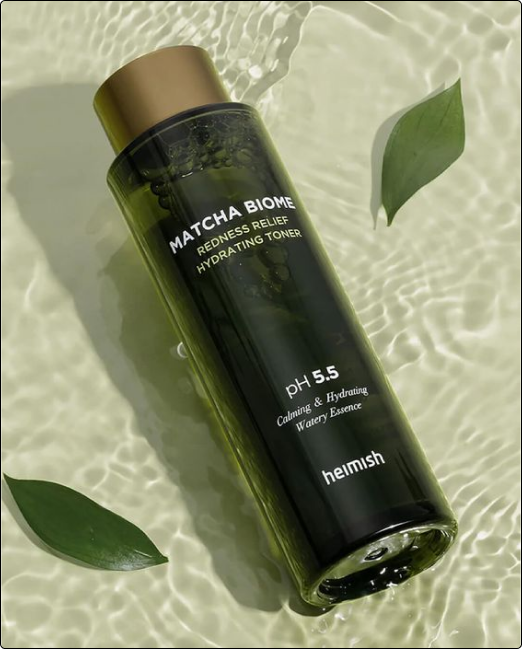 MATCHA BIOME
REDNESS RELIEF
HYDRATING TONER
pH 5.5
Calming & Hydrating
Watery Essence
heimish